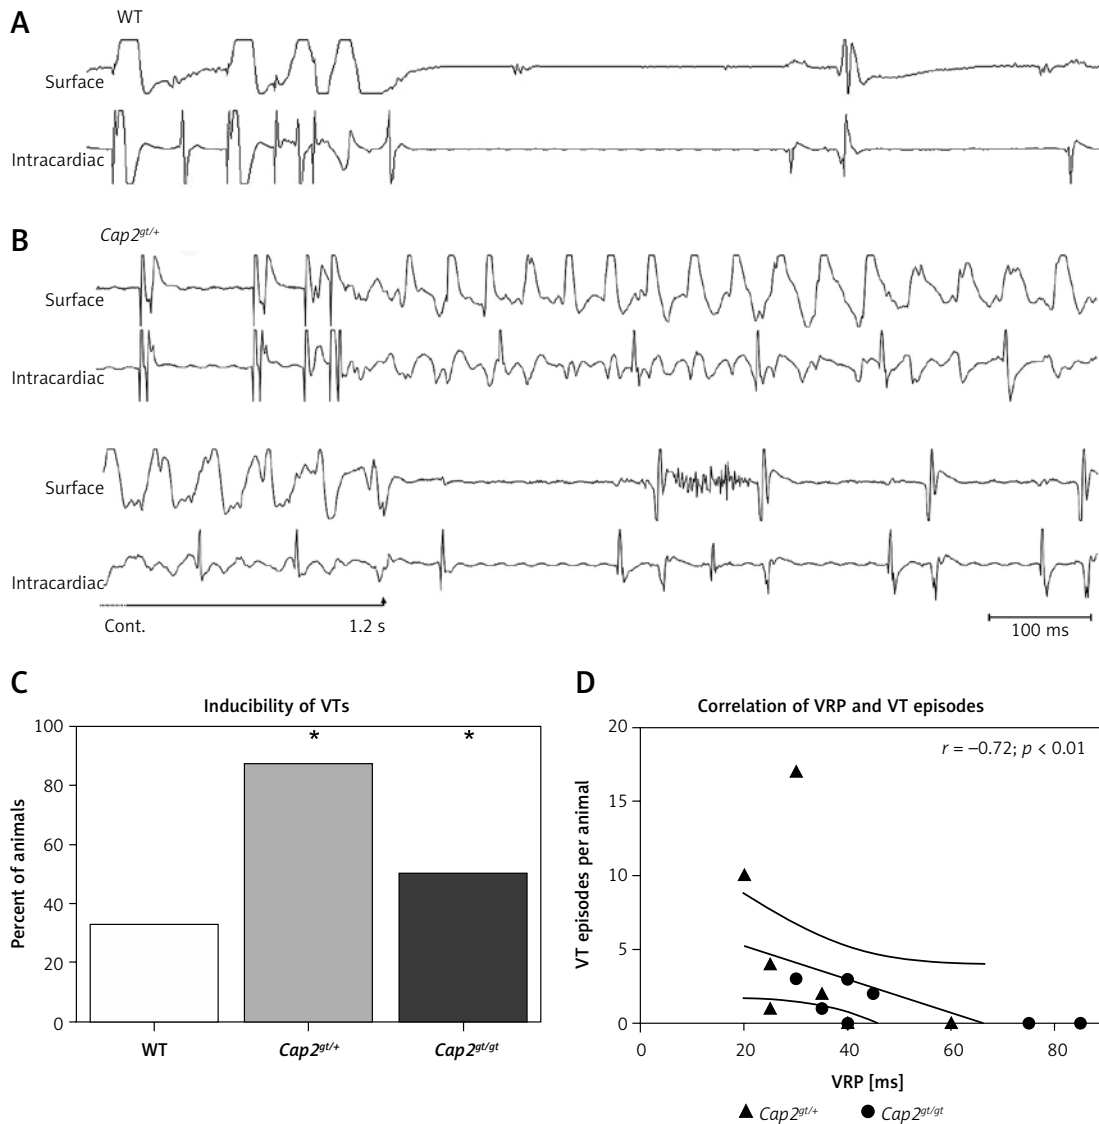 A
WT
Surface
Intracardiac
B
Cap2gt/+
Surface
Intracardiac
Surface
Intracardiac
Cont.
1.2 s
100 ms
C
Inducibility of VTs
*
*
Percent of animals
100
80
60
40
20
0
WT
Cap2gt/+
Cap2gt/gt
D
Correlation of VRP and VT episodes
r = –0.72; p < 0.01
VT episodes per animal
20
15
10
5
0
0
20
40
60
80
VRP [ms]
Cap2gt/+
Cap2gt/gt